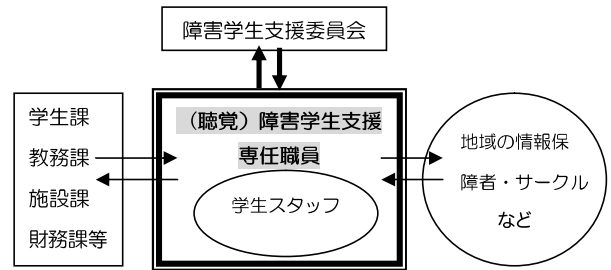 障害学生支援委員会
学生課
教務課
施設課
財務課等
（聴覚）障害学生支援
専任職員
学生スタッフ
地域の情報保
障者・サークル
など